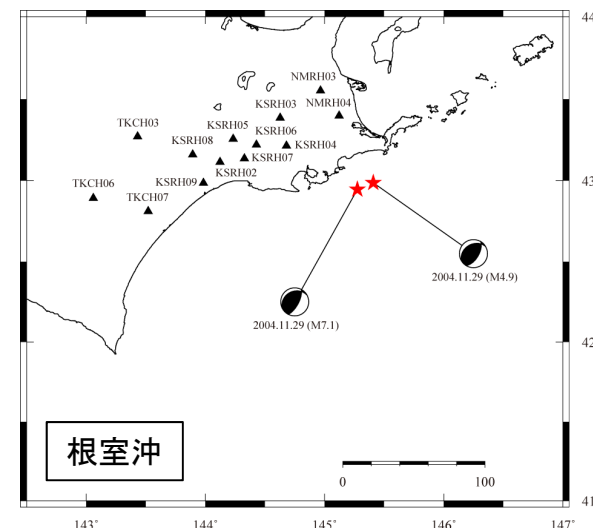 44
NMRH03
KSRH03
NMRH04
TKCH03
KSRH05
KSRH06
KSRH08
KSRH04
KSRH07
KSRH02
43
TKCH06
KSRH09
TKCH07
2004.11.29 (M4.9)
2004.11.29 (M7.1)
42
根室沖
0
100
41
143°
144°
145°
146°
147°